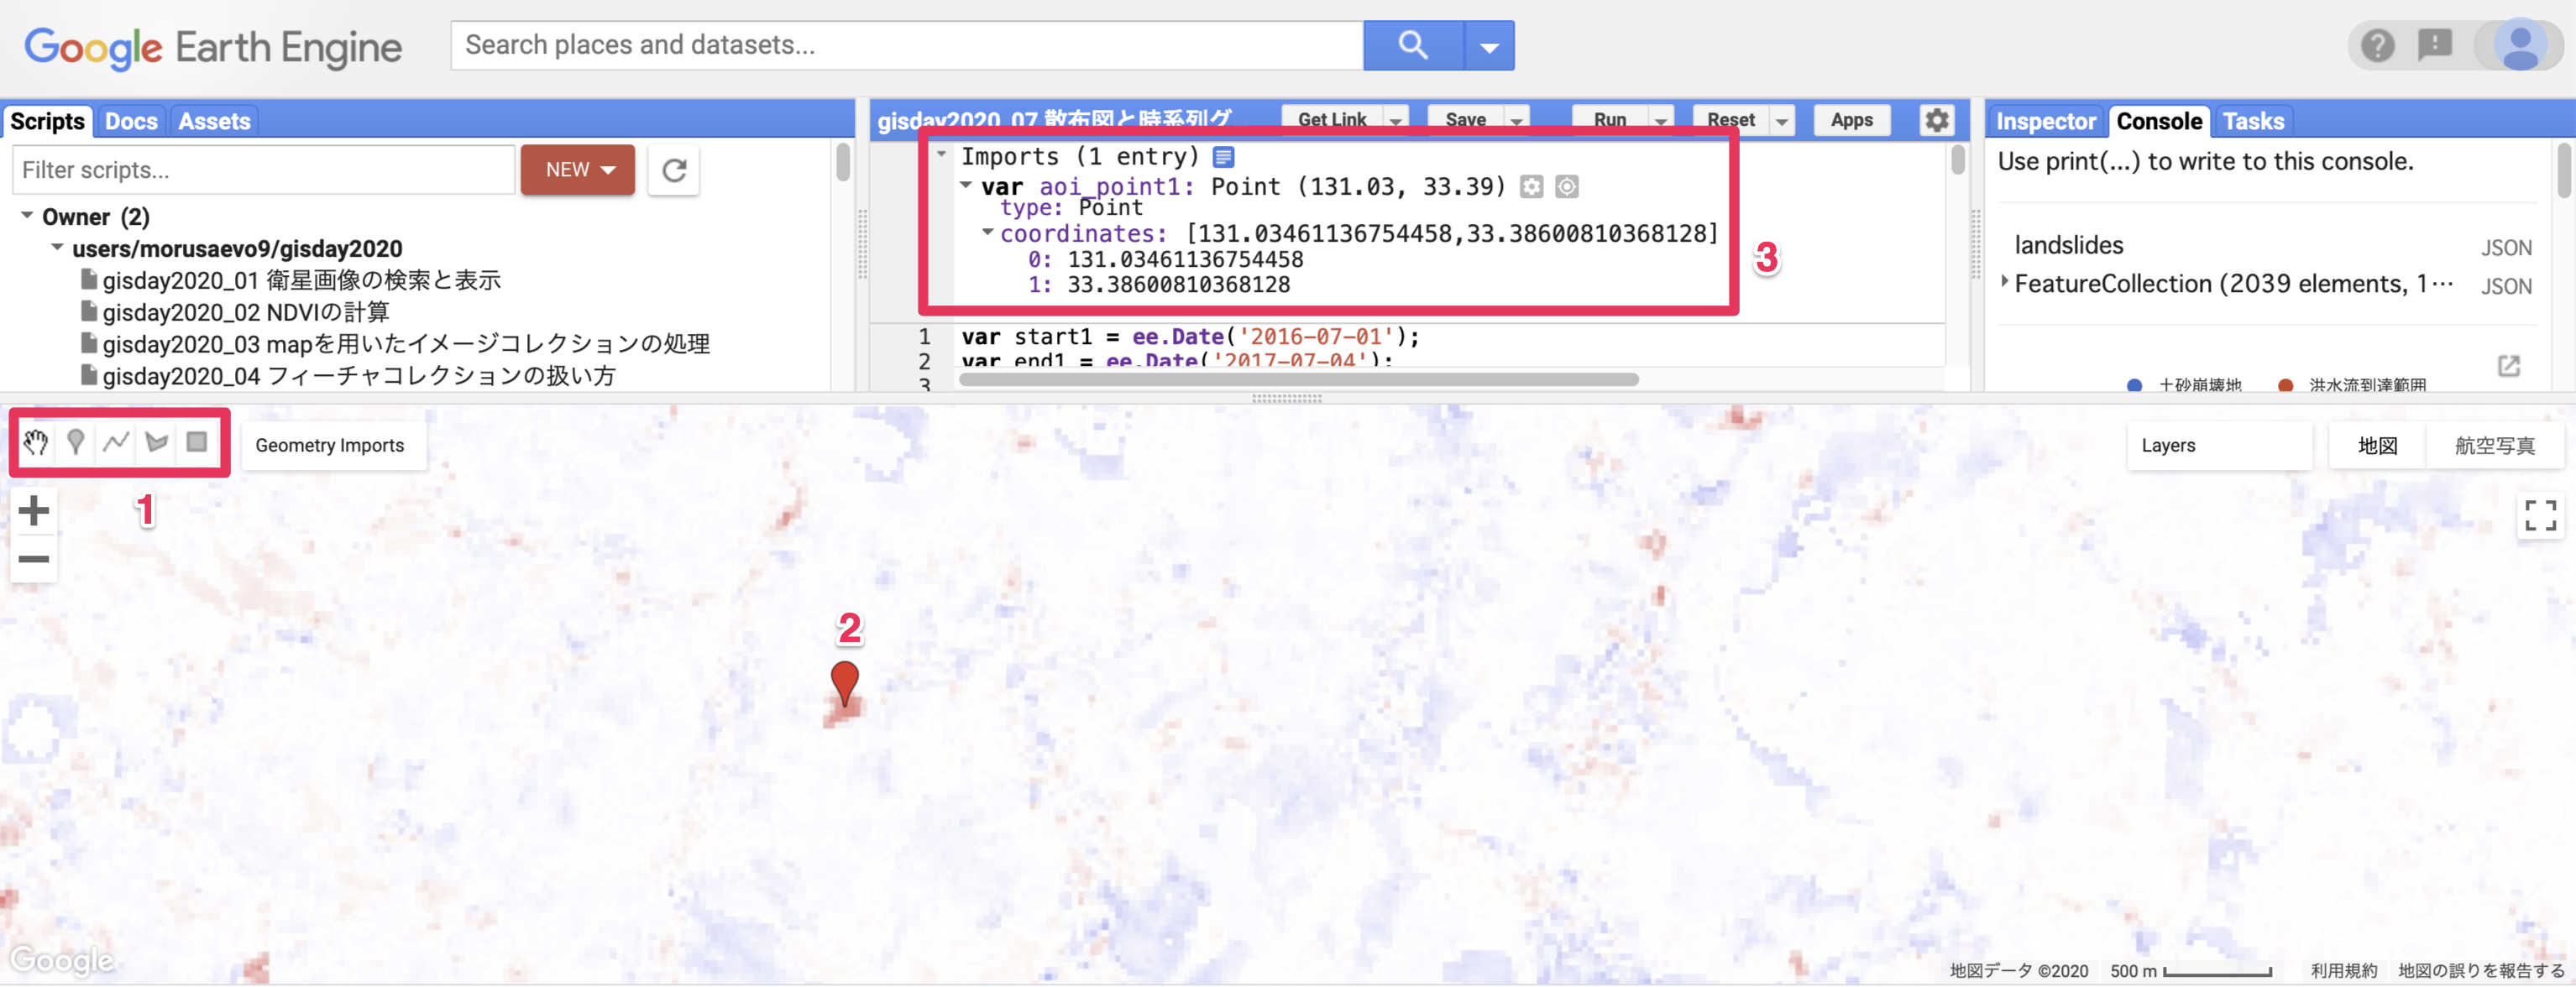 Google Earth Engine
Search places and datasets...
Scripts Docs Assets
Filter scripts...
NEW
Owner (2)
users/morusaevo9/gisday2020
gisday2020_01 衛星画像の検索と表示
gisday2020_02 NDVIの計算
gisday2020_03 mapを用いたイメージコレクションの処理
gisday2020_04 フィーチャコレクションの扱い方
gisday2020_07 散布図と時系列グ
Get Link Save Run Reset Apps
Imports (1 entry)
var aoi_point1: Point (131.03, 33.39)
type: Point
coordinates: [131.03461136754458,33.38600810368128]
0: 131.03461136754458
1: 33.38600810368128
3
1 var start1 = ee.Date('2016-07-01');
2 var end1 = ee.Date('2017-07-04');
3
Inspector Console Tasks
Use print(...) to write to this console.
landslides JSON
FeatureCollection (2039 elements, 1… JSON
土砂崩壊地 洪水流到達範囲
Geometry Imports
1
2
Layers
地図 航空写真
Google
地図データ ©2020 500 m 利用規約 地図の誤りを報告する